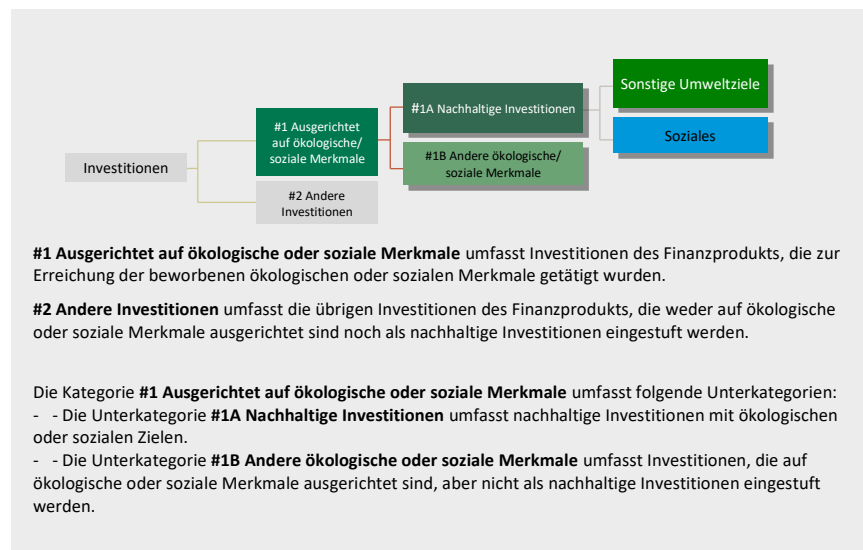 Sonstige Umweltziele
#1A Nachhaltige Investitionen
#1 Ausgerichtet
auf ökologische/
soziale Merkmale
Soziales
#1B Andere ökologische/
soziale Merkmale
Investitionen
#2 Andere
Investitionen
#1 Ausgerichtet auf ökologische oder soziale Merkmale umfasst Investitionen des Finanzprodukts, die zur
Erreichung der beworbenen ökologischen oder sozialen Merkmale getätigt wurden.
#2 Andere Investitionen umfasst die übrigen Investitionen des Finanzprodukts, die weder auf ökologische
oder soziale Merkmale ausgerichtet sind noch als nachhaltige Investitionen eingestuft werden.
Die Kategorie #1 Ausgerichtet auf ökologische oder soziale Merkmale umfasst folgende Unterkategorien:
- - Die Unterkategorie #1A Nachhaltige Investitionen umfasst nachhaltige Investitionen mit ökologischen
oder sozialen Zielen.
- - Die Unterkategorie #1B Andere ökologische oder soziale Merkmale umfasst Investitionen, die auf
ökologische oder soziale Merkmale ausgerichtet sind, aber nicht als nachhaltige Investitionen eingestuft
werden.